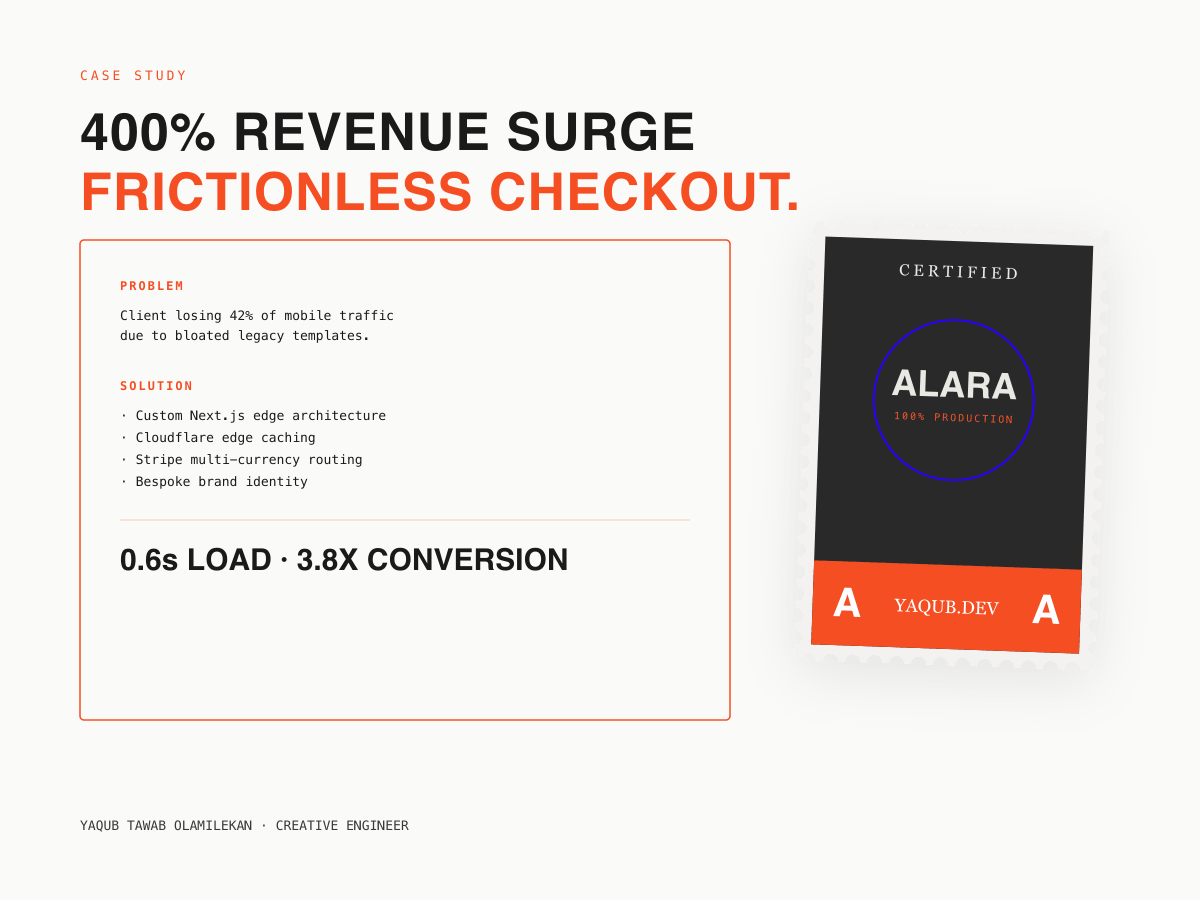 CASE STUDY
400% REVENUE SURGE
FRICTIONLESS CHECKOUT.
PROBLEM
Client losing 42% of mobile traffic
due to bloated legacy templates.
SOLUTION
· Custom Next.js edge architecture
· Cloudflare edge caching
· Stripe multi-currency routing
· Bespoke brand identity
0.6s LOAD · 3.8X CONVERSION
CERTIFIED
ALARA
100% PRODUCTION
A YAQUB.DEV A
YAQUB TAWAB OLAMILEKAN · CREATIVE ENGINEER